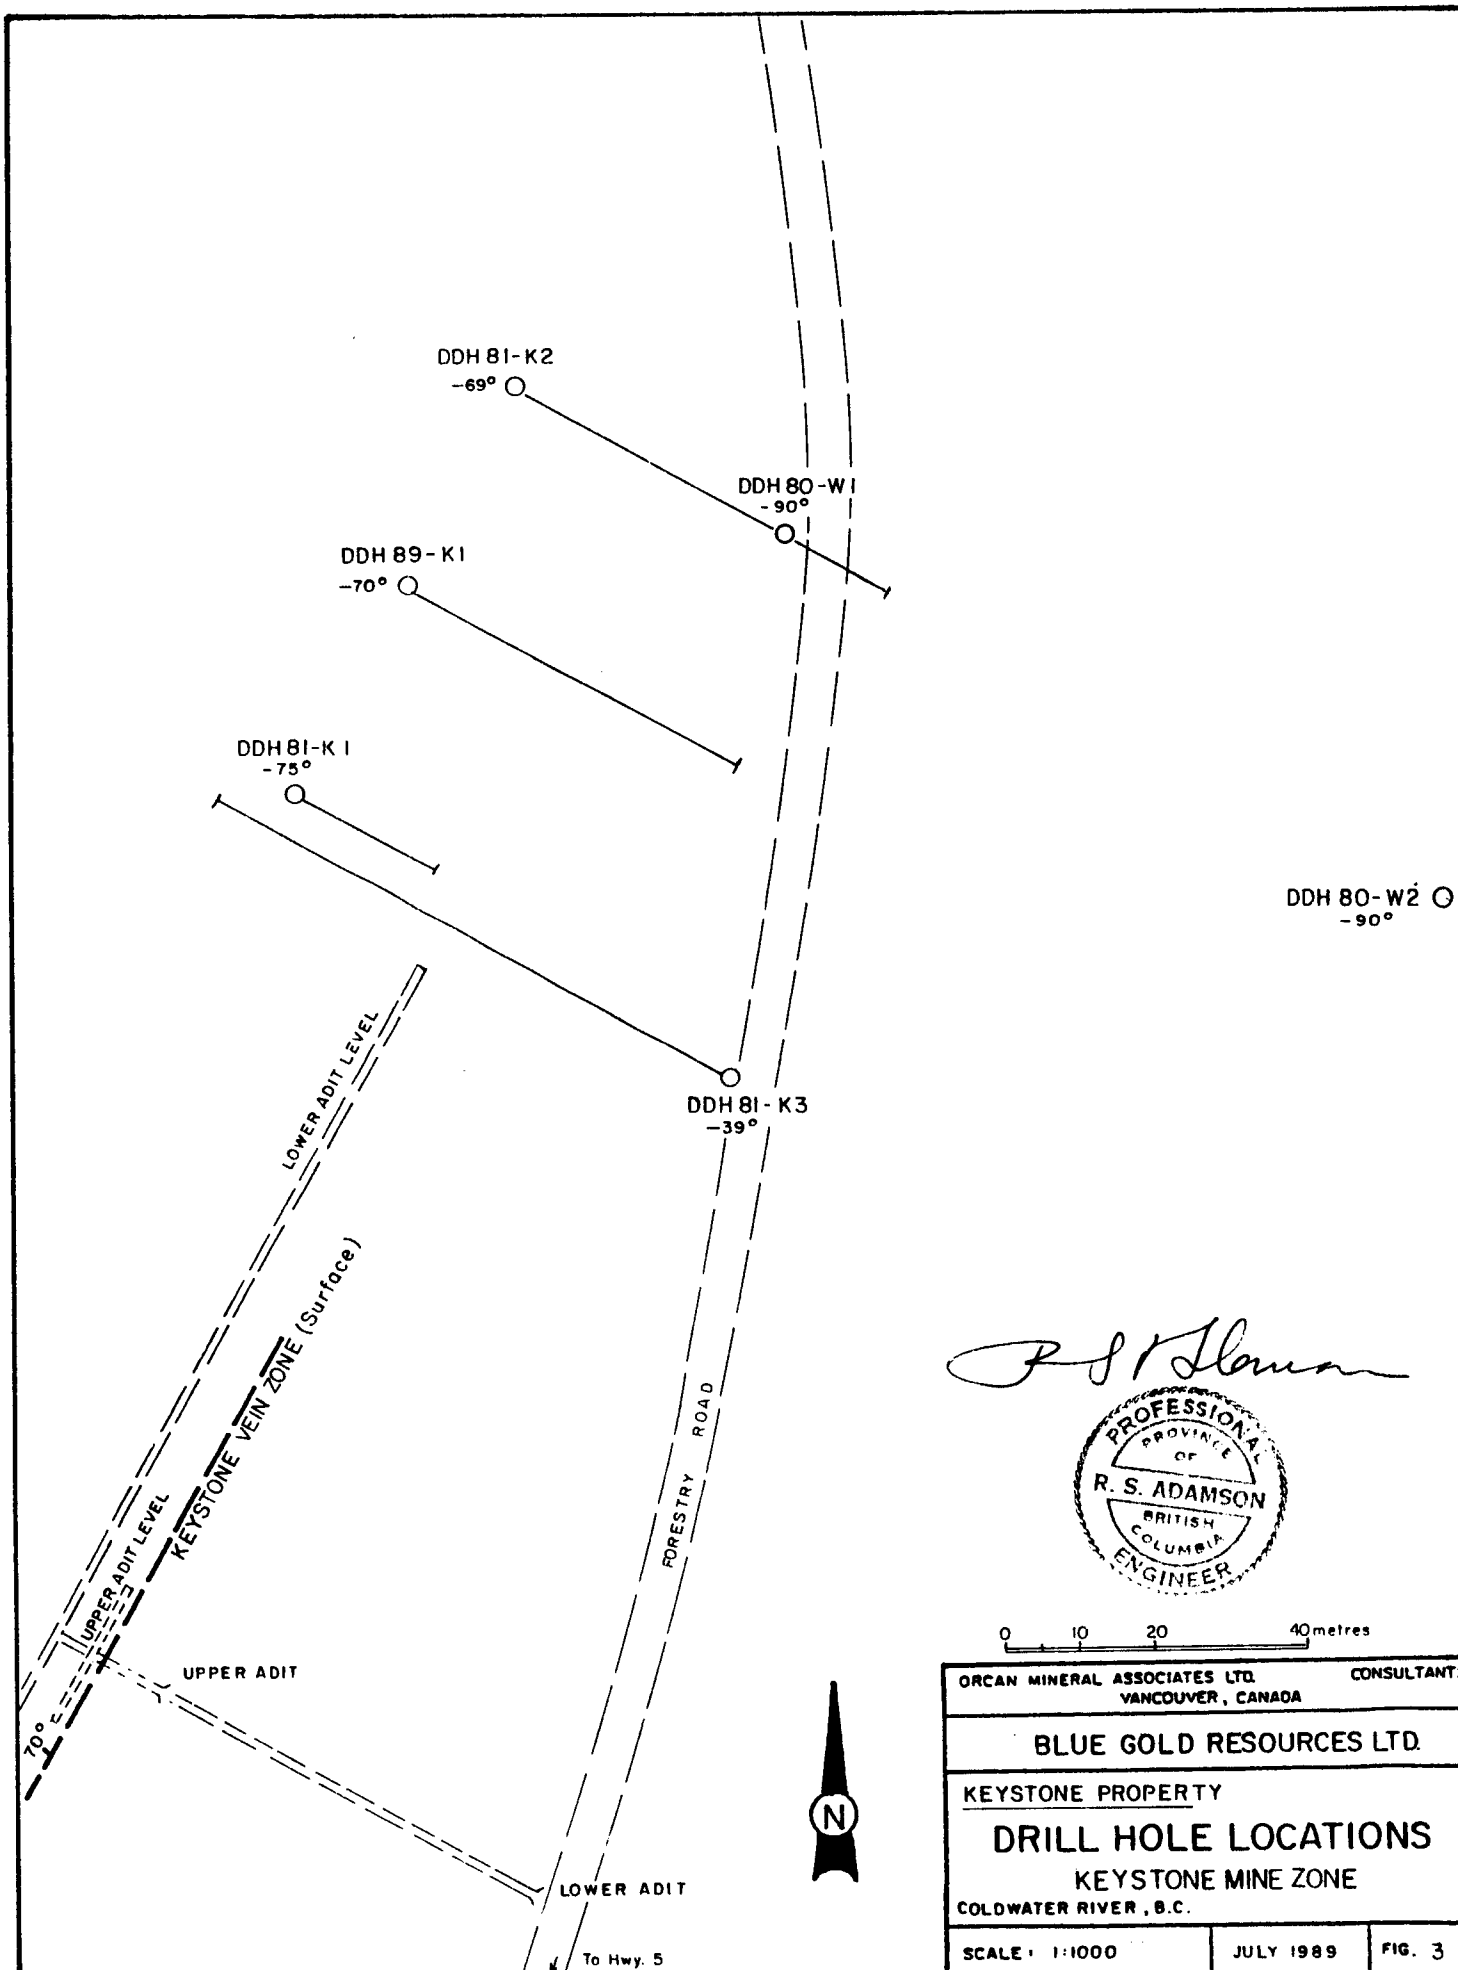 DDH 81-K2
-69°
DDH 80-W1
-90°
DDH 89-K1
-70°
DDH 81-K1
-75°
DDH 80-W2
-90°
DDH 81-K3
-39°
LOWER ADIT LEVEL
KEYSTONE VEIN ZONE (Surface)
UPPER ADIT LEVEL
70°
UPPER ADIT
LOWER ADIT
FORESTRY ROAD
To Hwy. 5
N
PROFESSIONAL
PROVINCE
OF
R. S. ADAMSON
BRITISH
COLUMBIA
ENGINEER
0 10 20 40 metres
ORCAN MINERAL ASSOCIATES LTD. CONSULTANT
VANCOUVER, CANADA
BLUE GOLD RESOURCES LTD.
KEYSTONE PROPERTY
DRILL HOLE LOCATIONS
KEYSTONE MINE ZONE
COLDWATER RIVER, B.C.
SCALE: 1:1000 JULY 1989 FIG. 3